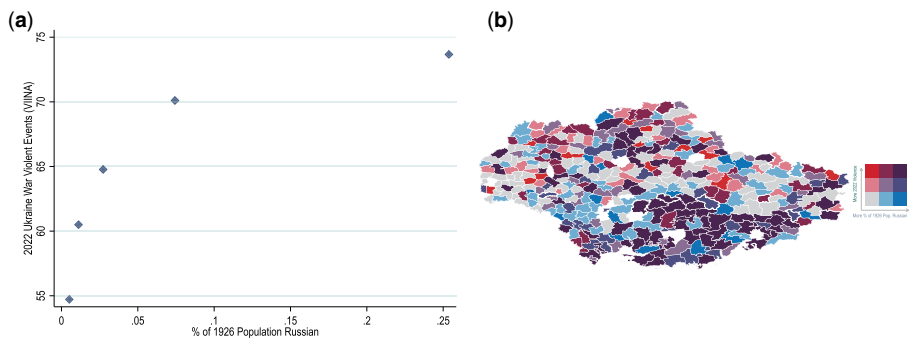 (a)
(b)
2022 Ukraine War Violent Events (VIINA)
75
70
65
60
55
0
.05
.1
.15
.2
.25
% of 1926 Population Russian
More 2022 Violence
More % of 1926 Pop. Russian